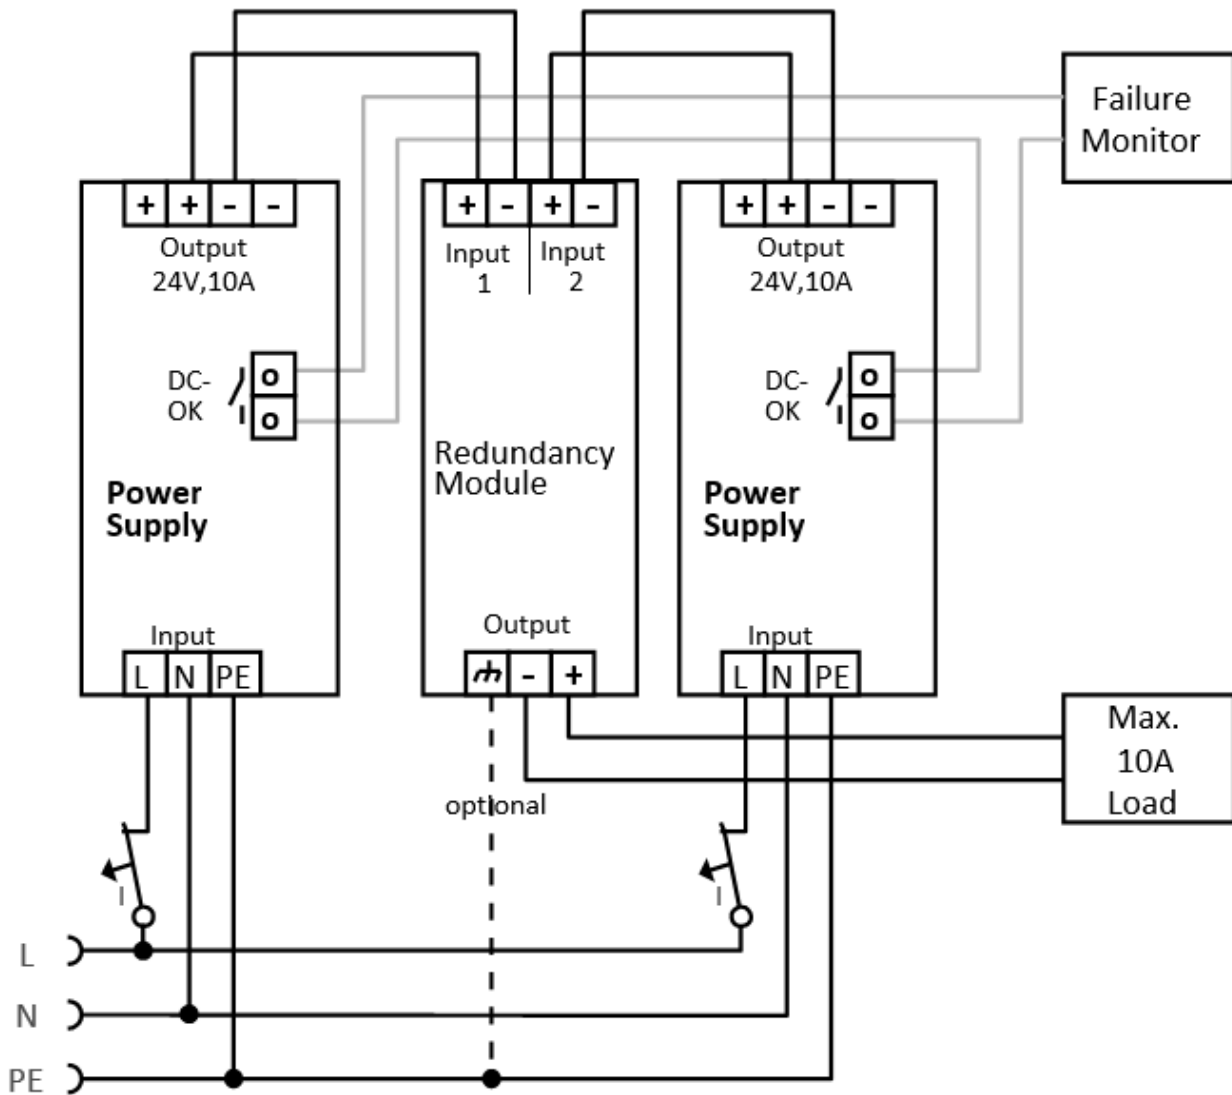 Failure
Monitor
+ + - -
+ - + -
+ + - -
Output
24V,10A
Input
1
Input
2
Output
24V,10A
DC-
OK
o
o
DC-
OK
o
o
Redundancy
Module
Power
Supply
Power
Supply
Input
L N PE
Output
- +
Input
L N PE
Max.
10A
Load
optional
I
I
L
N
PE